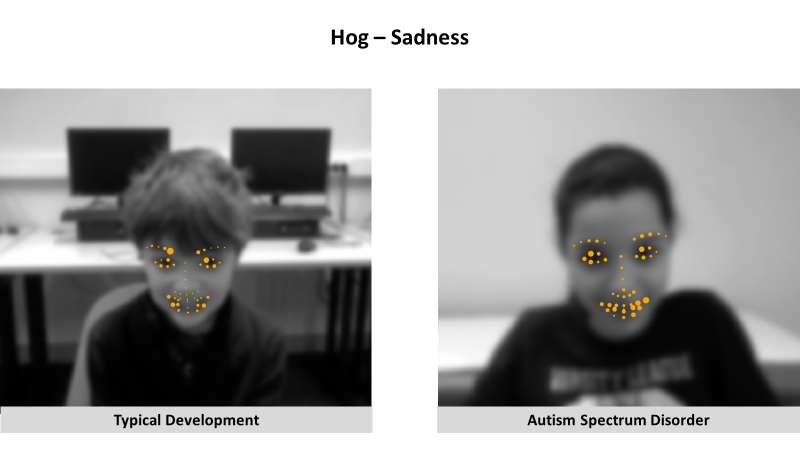 Hog – Sadness
Typical Development
Autism Spectrum Disorder